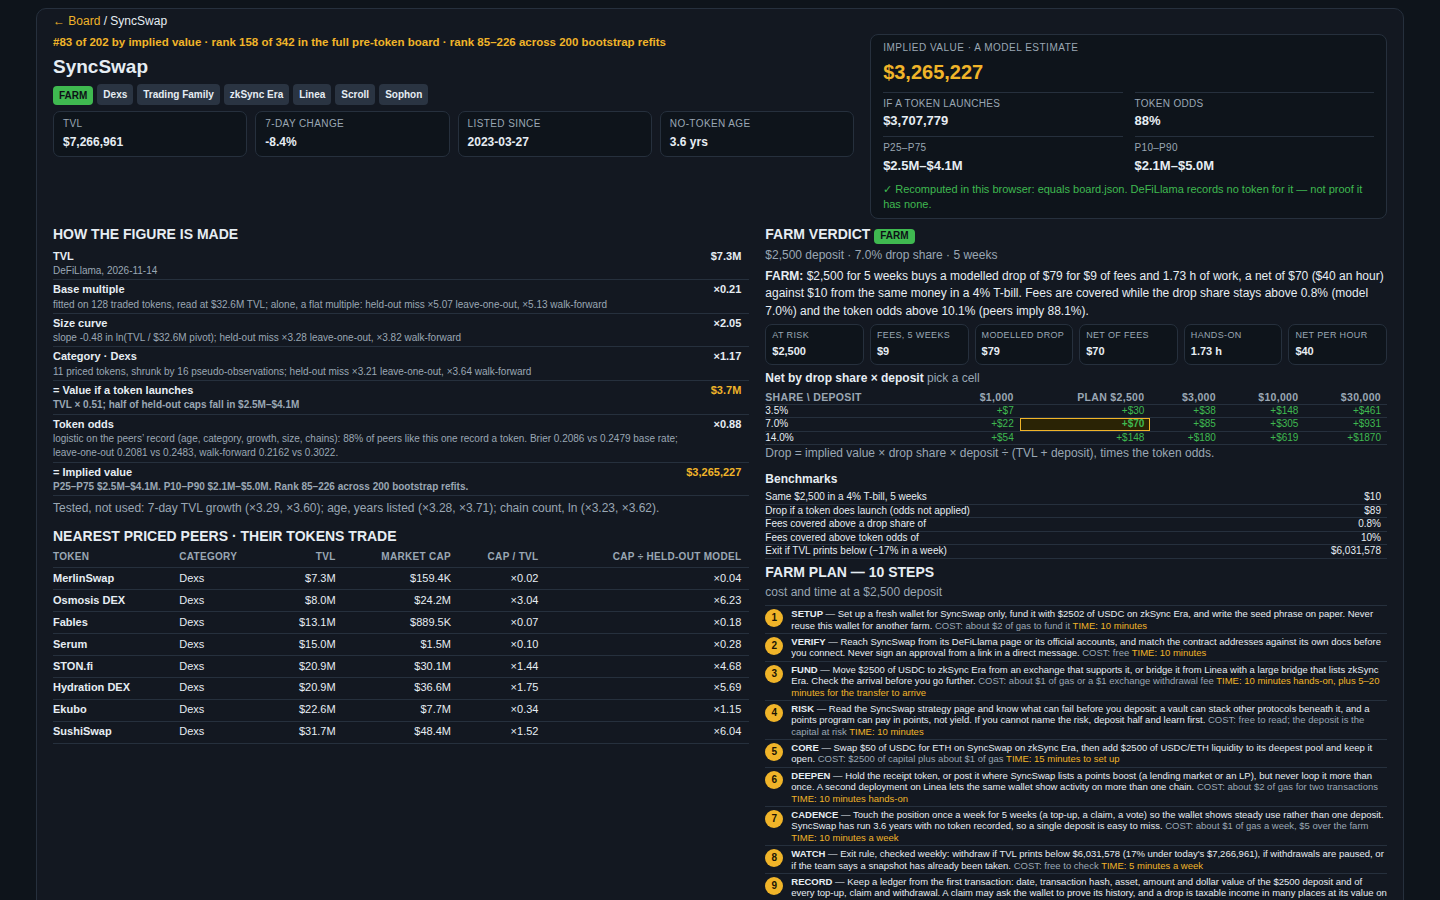 ← Board / SyncSwap
#83 of 202 by implied value · rank 158 of 342 in the full pre-token board · rank 85–226 across 200 bootstrap refits
SyncSwap
FARM Dexs Trading Family zkSync Era Linea Scroll Sophon
TVL
$7,266,961
7-DAY CHANGE
-8.4%
LISTED SINCE
2023-03-27
NO-TOKEN AGE
3.6 yrs
IMPLIED VALUE · A MODEL ESTIMATE
$3,265,227
IF A TOKEN LAUNCHES
$3,707,779
TOKEN ODDS
88%
P25–P75
$2.5M–$4.1M
P10–P90
$2.1M–$5.0M
✓ Recomputed in this browser: equals board.json. DeFiLlama records no token for it — not proof it
has none.
HOW THE FIGURE IS MADE
TVL $7.3M
DeFiLlama, 2026-11-14
Base multiple ×0.21
fitted on 128 traded tokens, read at $32.6M TVL; alone, a flat multiple: held-out miss ×5.07 leave-one-out, ×5.13 walk-forward
Size curve ×2.05
slope -0.48 in ln(TVL / $32.6M pivot); held-out miss ×3.28 leave-one-out, ×3.82 walk-forward
Category · Dexs ×1.17
11 priced tokens, shrunk by 16 pseudo-observations; held-out miss ×3.21 leave-one-out, ×3.64 walk-forward
= Value if a token launches $3.7M
TVL × 0.51; half of held-out caps fall in $2.5M–$4.1M
Token odds ×0.88
logistic on the peers' record (age, category, growth, size, chains): 88% of peers like this one record a token. Brier 0.2086 vs 0.2479 base rate;
leave-one-out 0.2081 vs 0.2483, walk-forward 0.2162 vs 0.3022.
= Implied value $3,265,227
P25–P75 $2.5M–$4.1M. P10–P90 $2.1M–$5.0M. Rank 85–226 across 200 bootstrap refits.
Tested, not used: 7-day TVL growth (×3.29, ×3.60); age, years listed (×3.28, ×3.71); chain count, ln (×3.23, ×3.62).
NEAREST PRICED PEERS · THEIR TOKENS TRADE
TOKEN CATEGORY TVL MARKET CAP CAP / TVL CAP ÷ HELD-OUT MODEL
MerlinSwap Dexs $7.3M $159.4K ×0.02 ×0.04
Osmosis DEX Dexs $8.0M $24.2M ×3.04 ×6.23
Fables Dexs $13.1M $889.5K ×0.07 ×0.18
Serum Dexs $15.0M $1.5M ×0.10 ×0.28
STON.fi Dexs $20.9M $30.1M ×1.44 ×4.68
Hydration DEX Dexs $20.9M $36.6M ×1.75 ×5.69
Ekubo Dexs $22.6M $7.7M ×0.34 ×1.15
SushiSwap Dexs $31.7M $48.4M ×1.52 ×6.04
FARM VERDICT FARM
$2,500 deposit · 7.0% drop share · 5 weeks
FARM: $2,500 for 5 weeks buys a modelled drop of $79 for $9 of fees and 1.73 h of work, a net of $70 ($40 an hour)
against $10 from the same money in a 4% T-bill. Fees are covered while the drop share stays above 0.8% (model
7.0%) and the token odds above 10.1% (peers imply 88.1%).
AT RISK
$2,500
FEES, 5 WEEKS
$9
MODELLED DROP
$79
NET OF FEES
$70
HANDS-ON
1.73 h
NET PER HOUR
$40
Net by drop share × deposit pick a cell
SHARE \ DEPOSIT $1,000 PLAN $2,500 $3,000 $10,000 $30,000
3.5% +$7 +$30 +$38 +$148 +$461
7.0% +$22 +$70 +$85 +$305 +$931
14.0% +$54 +$148 +$180 +$619 +$1870
Drop = implied value × drop share × deposit ÷ (TVL + deposit), times the token odds.
Benchmarks
Same $2,500 in a 4% T-bill, 5 weeks $10
Drop if a token does launch (odds not applied) $89
Fees covered above a drop share of 0.8%
Fees covered above token odds of 10%
Exit if TVL prints below (−17% in a week) $6,031,578
FARM PLAN — 10 STEPS
cost and time at a $2,500 deposit
1 SETUP — Set up a fresh wallet for SyncSwap only, fund it with $2502 of USDC on zkSync Era, and write the seed phrase on paper. Never
reuse this wallet for another farm. COST: about $2 of gas to fund it TIME: 10 minutes
2 VERIFY — Reach SyncSwap from its DeFiLlama page or its official accounts, and match the contract addresses against its own docs before
you connect. Never sign an approval from a link in a direct message. COST: free TIME: 10 minutes
3 FUND — Move $2500 of USDC to zkSync Era from an exchange that supports it, or bridge it from Linea with a large bridge that lists zkSync
Era. Check the arrival before you go further. COST: about $1 of gas or a $1 exchange withdrawal fee TIME: 10 minutes hands-on, plus 5–20
minutes for the transfer to arrive
4 RISK — Read the SyncSwap strategy page and know what can fail before you deposit: a vault can stack other protocols beneath it, and a
points program can pay in points, not yield. If you cannot name the risk, deposit half and learn first. COST: free to read; the deposit is the
capital at risk TIME: 10 minutes
5 CORE — Swap $50 of USDC for ETH on SyncSwap on zkSync Era, then add $2500 of USDC/ETH liquidity to its deepest pool and keep it
open. COST: $2500 of capital plus about $1 of gas TIME: 15 minutes to set up
6 DEEPEN — Hold the receipt token, or post it where SyncSwap lists a points boost (a lending market or an LP), but never loop it more than
once. A second deployment on Linea lets the same wallet show activity on more than one chain. COST: about $2 of gas for two transactions
TIME: 10 minutes hands-on
7 CADENCE — Touch the position once a week for 5 weeks (a top-up, a claim, a vote) so the wallet shows steady use rather than one deposit.
SyncSwap has run 3.6 years with no token recorded, so a single deposit is easy to miss. COST: about $1 of gas a week, $5 over the farm
TIME: 10 minutes a week
8 WATCH — Exit rule, checked weekly: withdraw if TVL prints below $6,031,578 (17% under today's $7,266,961), if withdrawals are paused, or
if the team says a snapshot has already been taken. COST: free to check TIME: 5 minutes a week
9 RECORD — Keep a ledger from the first transaction: date, transaction hash, asset, amount and dollar value of the $2500 deposit and of
every top-up, claim and withdrawal. A claim may ask the wallet to prove its history, and a drop is taxable income in many places at its value on